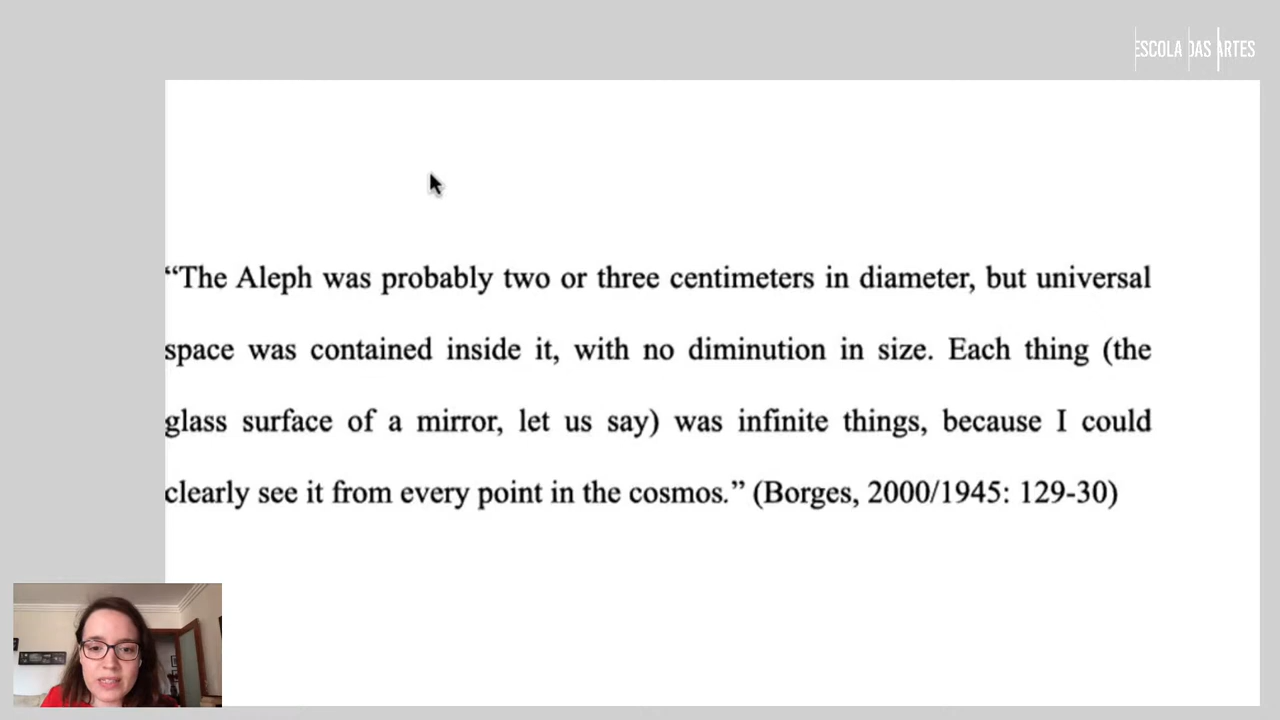 ESCOLA DAS ARTES
“The Aleph was probably two or three centimeters in diameter, but universal
space was contained inside it, with no diminution in size. Each thing (the
glass surface of a mirror, let us say) was infinite things, because I could
clearly see it from every point in the cosmos.” (Borges, 2000/1945: 129-30)